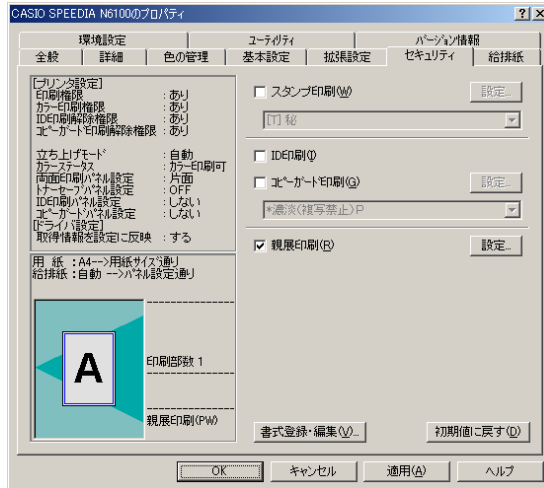 CASIO SPEEDIA N6100のプロパティ
環境設定 ユーティリティ バージョン情報
全般 詳細 色の管理 基本設定 拡張設定 セキュリティ 給排紙
[プリンタ設定]
印刷権限 : あり
カラー印刷権限 : あり
IDE印刷解除権限 : あり
コピーガード印刷解除権限 : あり
立ち上げモード : 自動
カラーステータス : カラー印刷可
両面印刷パネル設定 : 片面
トナーセーブパネル設定 : OFF
IDE印刷パネル設定 : しない
コピーガードパネル設定 : しない
[ドライバ設定]
取得情報を設定に反映 : する
用 紙 : A4-->用紙サイズ通り
給排紙 : 自動 -->パネル設定通り
A
印刷部数 1
親展印刷(PW)
スタンプ印刷(W) 設定...
[T] 秘
IDE印刷(I)
コピーガード印刷(G) 設定...
*濃淡(複写禁止)P
親展印刷(R) 設定...
書式登録・編集(V)... 初期値に戻す(D)
OK キャンセル 適用(A) ヘルプ